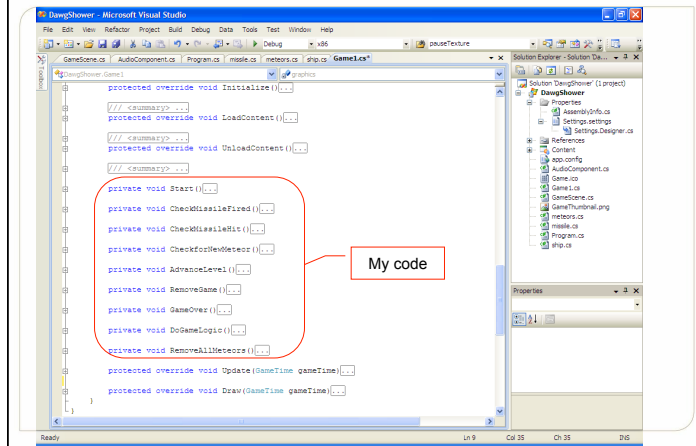 DawgShower - Microsoft Visual Studio
File Edit View Refactor Project Build Debug Data Tools Test Window Help
Debug x86 pauseTexture
GameScene.cs AudioComponent.cs Program.cs missile.cs meteors.cs ship.cs Game1.cs*
Toolbox
DawgShower.Game1 graphics
protected override void Initialize()...
/// <summary> ...
protected override void LoadContent()...
/// <summary> ...
protected override void UnloadContent()...
/// <summary> ...
private void Start()...
private void CheckMissileFired()...
private void CheckMissileHit()...
private void CheckforNewMeteor()...
private void AdvanceLevel()...
private void RemoveGame()...
private void GameOver()...
private void DoGameLogic()...
private void RemoveAllMeteors()...
protected override void Update(GameTime gameTime)...
protected override void Draw(GameTime gameTime)...
}
}
My code
Solution Explorer - Solution 'Da...
Solution 'DawgShower' (1 project)
DawgShower
Properties
AssemblyInfo.cs
Settings.settings
Settings.Designer.cs
References
Content
app.config
AudioComponent.cs
Game.ico
Game1.cs
GameScene.cs
GameThumbnail.png
meteors.cs
missile.cs
Program.cs
ship.cs
Properties
Ready Ln 9 Col 35 Ch 35 INS